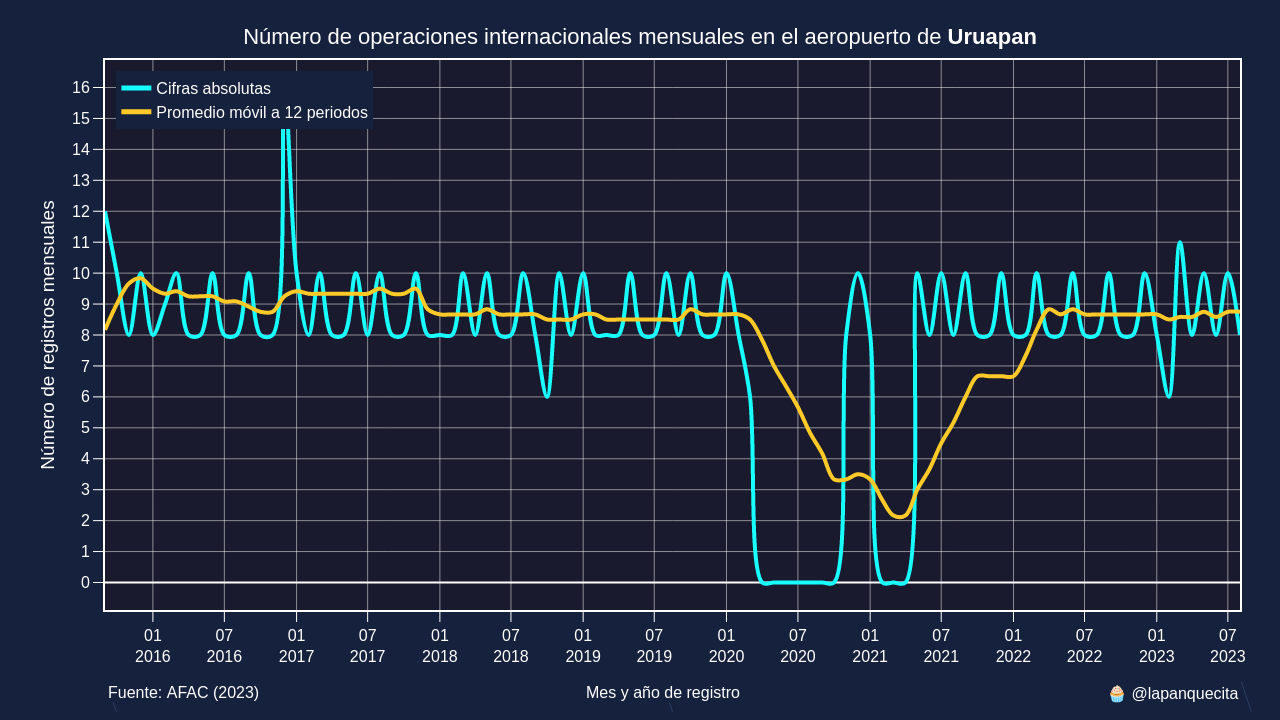 Número de operaciones internacionales mensuales en el aeropuerto de Uruapan
Cifras absolutas
Promedio móvil a 12 periodos
Número de registros mensuales
16
15
14
13
12
11
10
9
8
7
6
5
4
3
2
1
0
01 07 01 07 01 07 01 07 01 07 01 07 01 07 01 07
2016 2016 2017 2017 2018 2018 2019 2019 2020 2020 2021 2021 2022 2022 2023 2023
Fuente: AFAC (2023)
Mes y año de registro
🧁 @lapanquecita